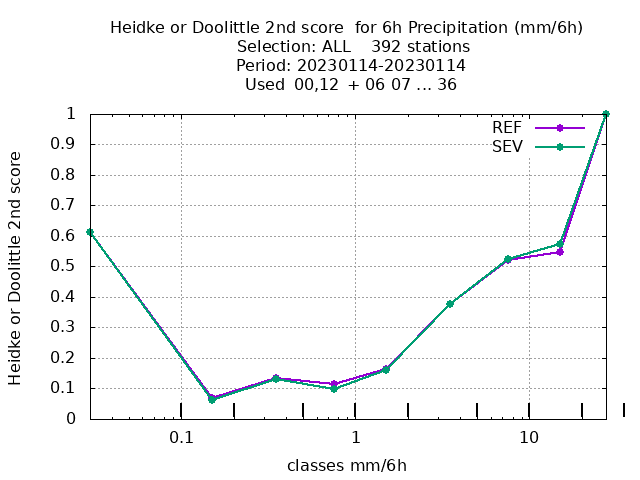 Heidke or Doolittle 2nd score  for 6h Precipitation (mm/6h)
Selection: ALL    392 stations
Period: 20230114-20230114
Used  00,12  + 06 07 ... 36
REF
SEV
1
0.9
0.8
0.7
0.6
0.5
0.4
0.3
0.2
0.1
0
Heidke or Doolittle 2nd score
0.1 1 10
classes mm/6h